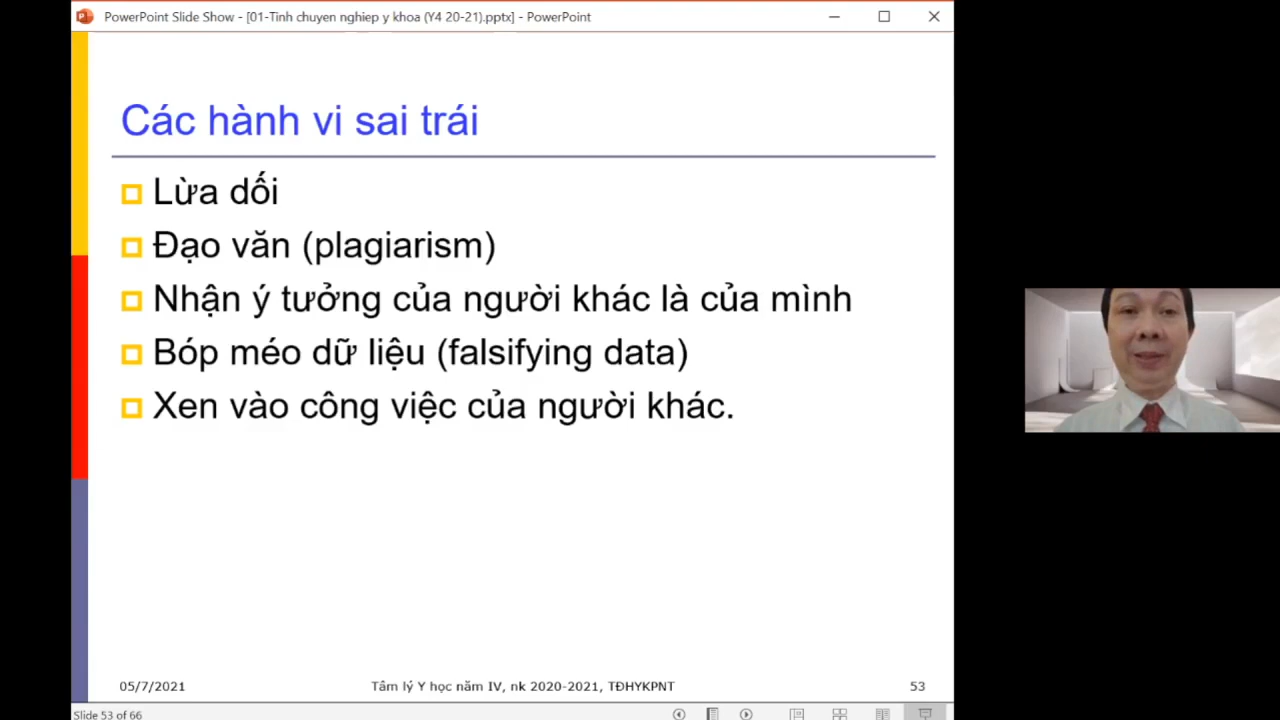 PowerPoint Slide Show - [01-Tinh chuyen nghiep y khoa (Y4 20-21).pptx] - PowerPoint
Các hành vi sai trái
Lừa dối
Đạo văn (plagiarism)
Nhận ý tưởng của người khác là của mình
Bóp méo dữ liệu (falsifying data)
Xen vào công việc của người khác.
05/7/2021 Tâm lý Y học năm IV, nk 2020-2021, TĐHYKPNT 53
Slide 53 of 66